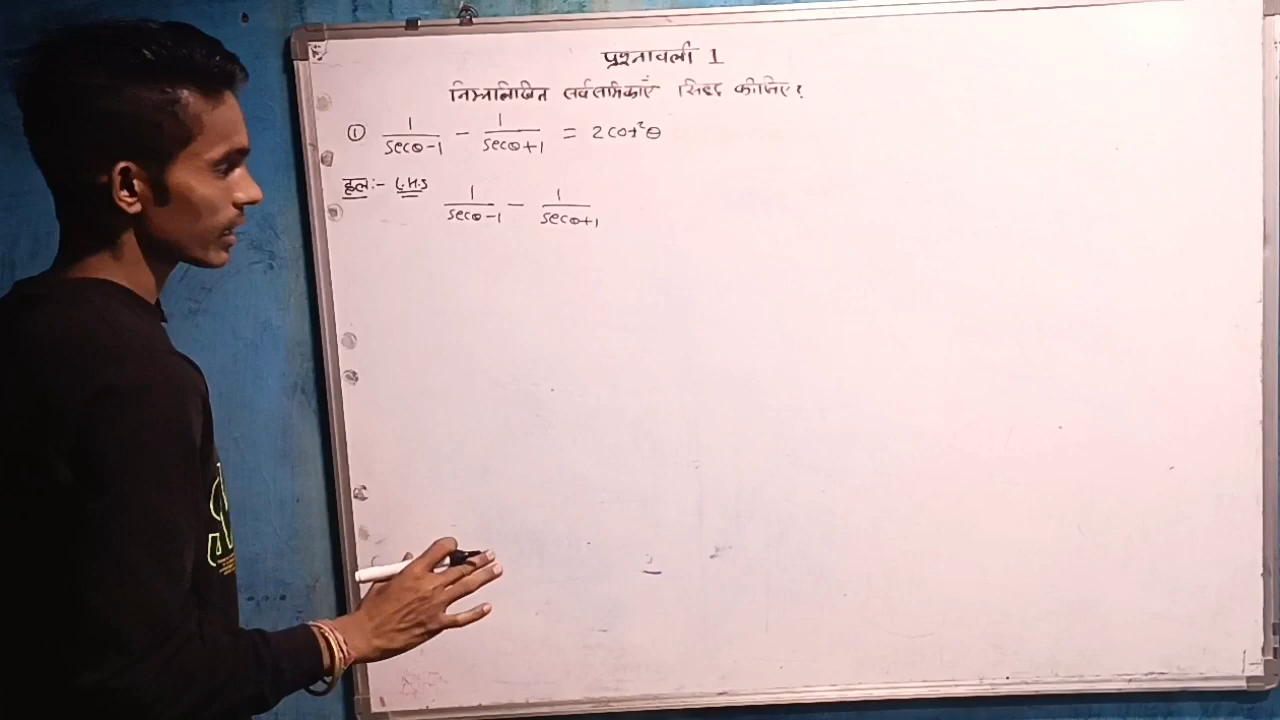 प्रश्नावली 1
निम्नलिखित सर्वसमिकाएँ सिद्ध कीजिए?
① 1/(secθ-1) - 1/(secθ+1) = 2cot²θ
हलः- L.H.S 1/(secθ-1) - 1/(secθ+1)